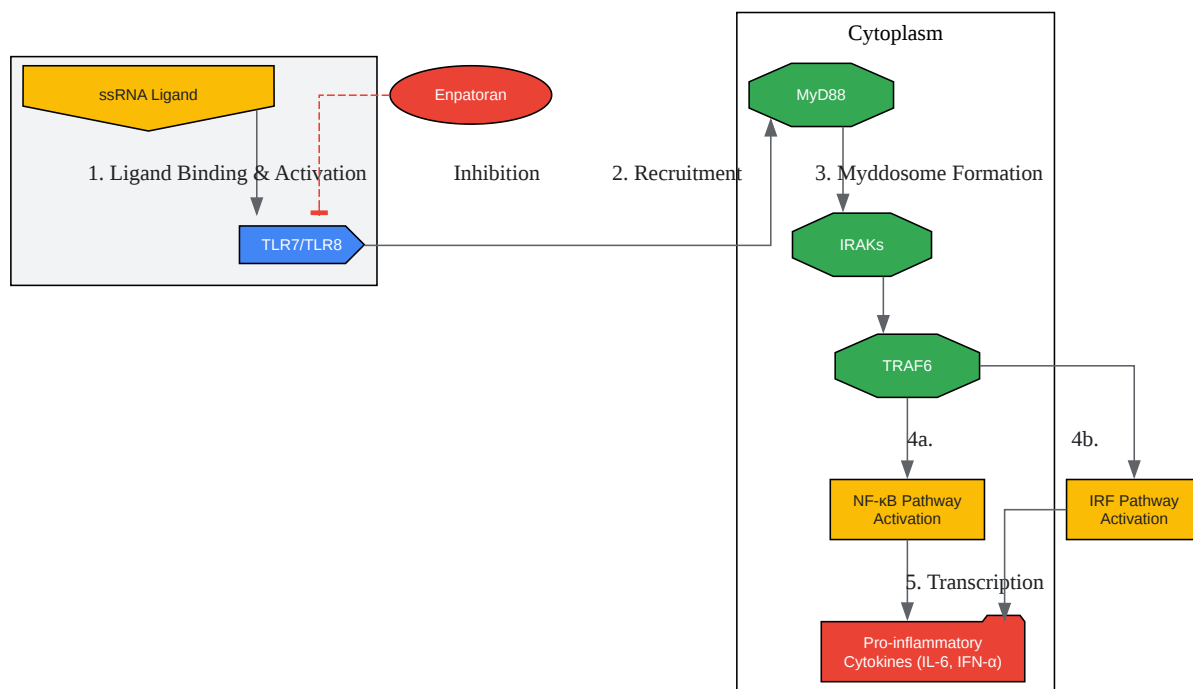 Cytoplasm
ssRNA Ligand
Enpatoran
MyD88
1. Ligand Binding & Activation
Inhibition
2. Recruitment
3. Myddosome Formation
TLR7/TLR8
IRAKs
TRAF6
4a.
4b.
NF-κB Pathway
Activation
IRF Pathway
Activation
5. Transcription
Pro-inflammatory
Cytokines (IL-6, IFN-α)